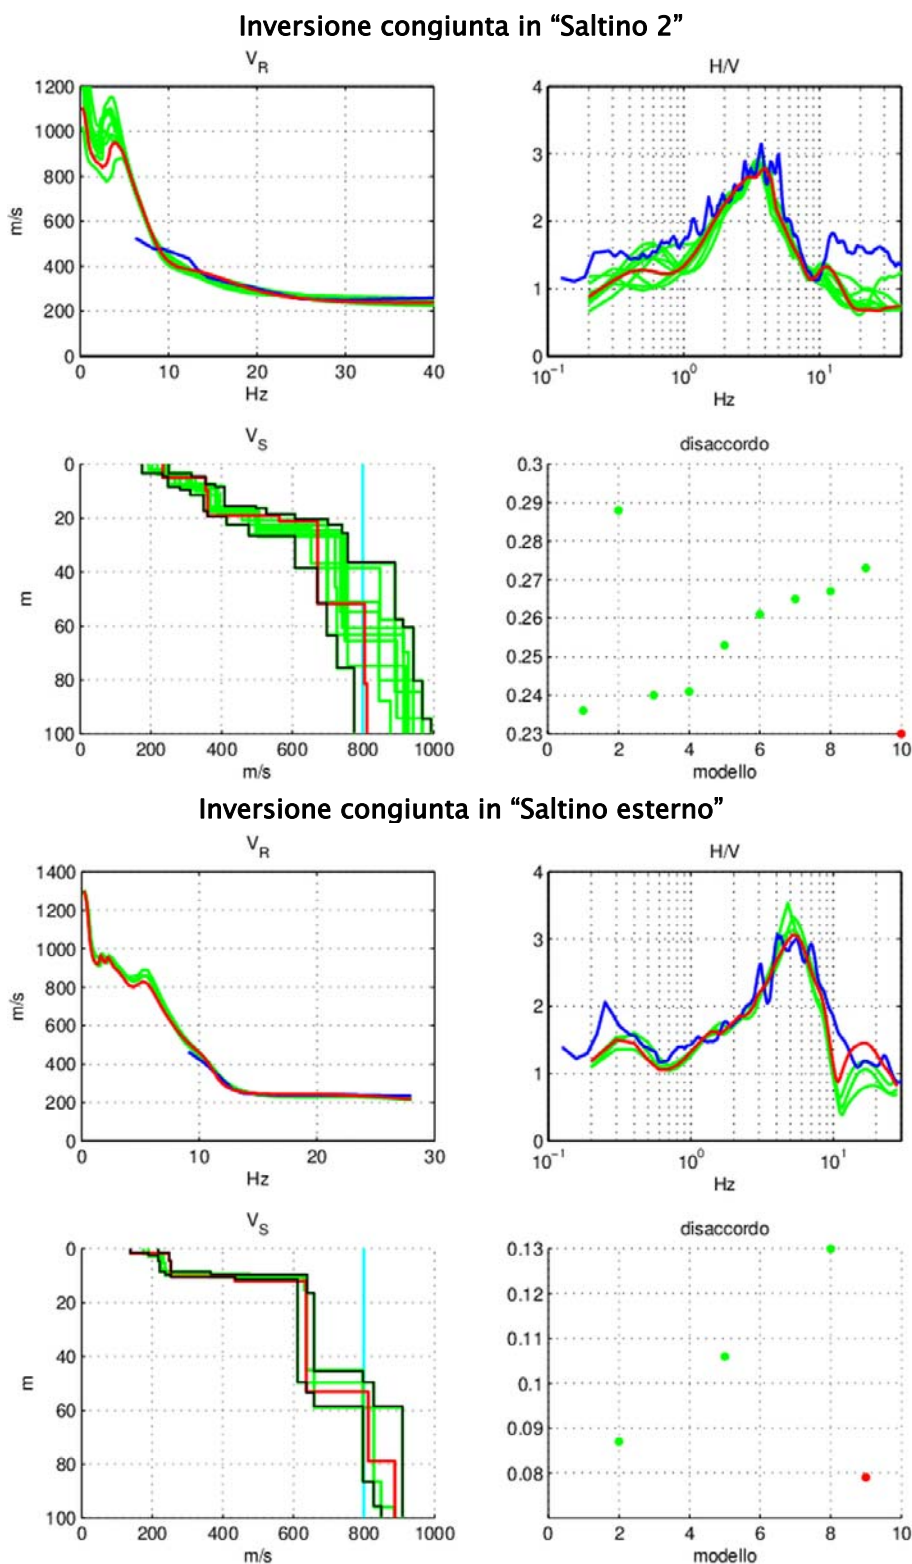 Inversione congiunta in “Saltino 2”
V_R
H/V
1200
1000
800
600
400
200
0
m/s
0 10 20 30 40
Hz
4
3
2
1
0
10^-1 10^0 10^1
Hz
V_S
disaccordo
0
20
40
60
80
100
m
0 200 400 600 800 1000
m/s
0.3
0.29
0.28
0.27
0.26
0.25
0.24
0.23
0 2 4 6 8 10
modello
Inversione congiunta in “Saltino esterno”
V_R
H/V
1400
1200
1000
800
600
400
200
0
m/s
0 10 20 30
Hz
4
3
2
1
0
10^-1 10^0 10^1
Hz
V_S
disaccordo
0
20
40
60
80
100
m
0 200 400 600 800 1000
m/s
0.13
0.12
0.11
0.1
0.09
0.08
0 2 4 6 8 10
modello